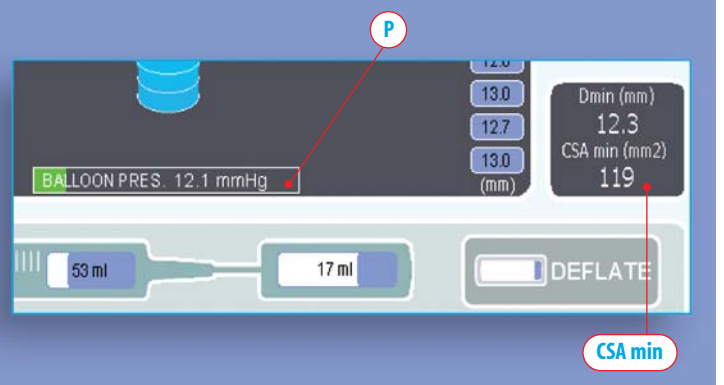 P
12.0
13.0
12.7
13.0
(mm)
Dmin (mm)
12.3
CSA min (mm2)
119
BALLOON PRES. 12.1 mmHg
53 ml
17 ml
DEFLATE
CSA min